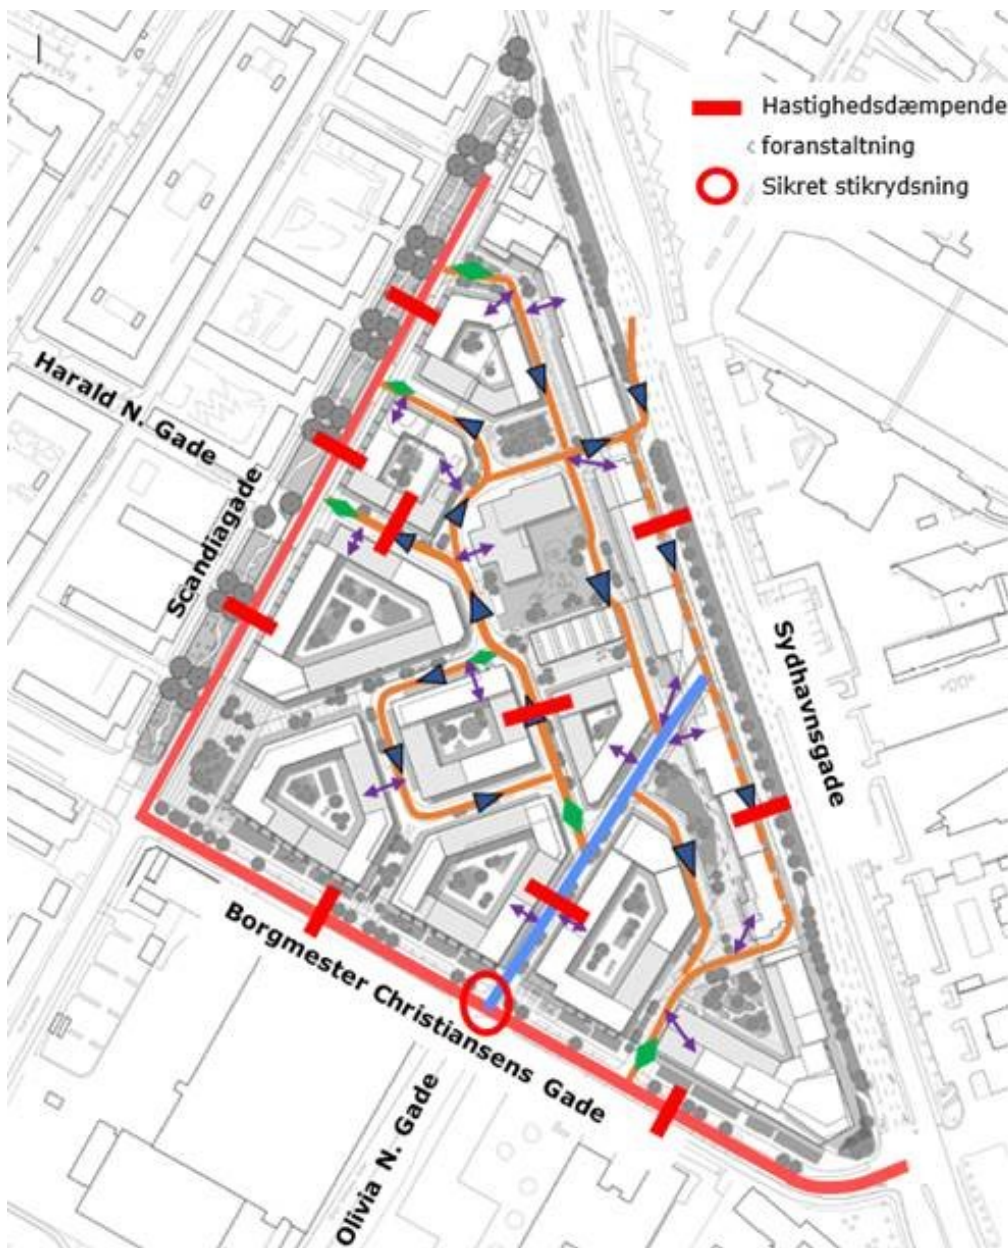 Hastighedsdæmpende
foranstaltning
Sikret stikrydsning
Harald N. Gade
Scandiagade
Sydhavnsgade
Borgmester Christiansens Gade
Olivia N. Gade